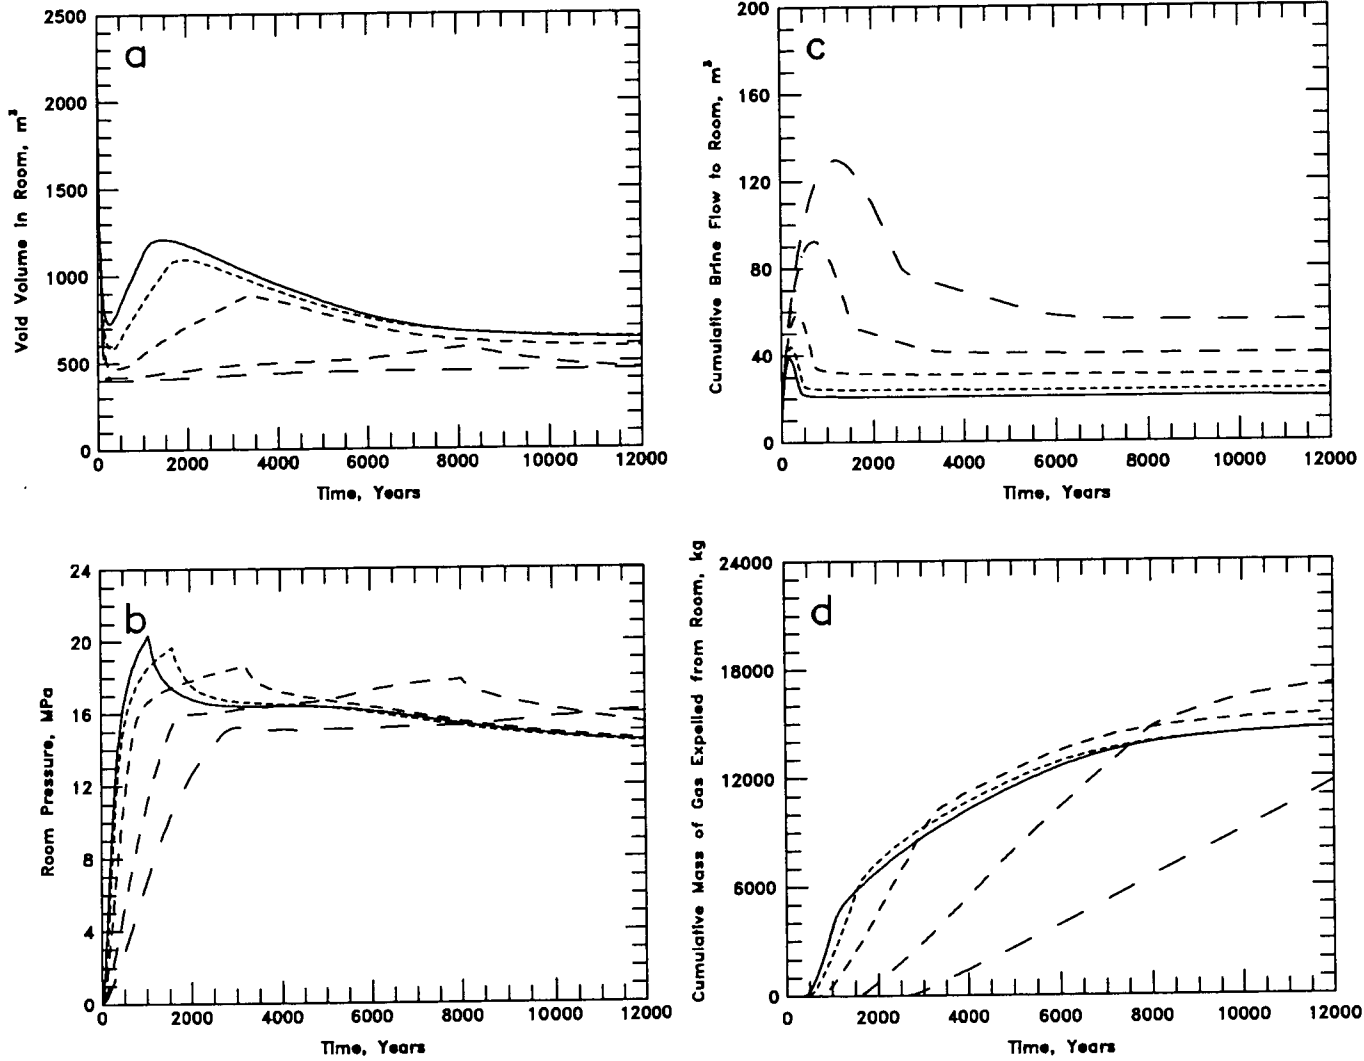 a
Void Volume in Room, m³
2500
2000
1500
1000
500
0
0 2000 4000 6000 8000 10000 12000
Time, Years
c
Cumulative Brine Flow to Room, m³
200
160
120
80
40
0
0 2000 4000 6000 8000 10000 12000
Time, Years
b
Room Pressure, MPa
24
20
16
12
8
4
0
0 2000 4000 6000 8000 10000 12000
Time, Years
d
Cumulative Mass of Gas Expelled from Room, kg
24000
18000
12000
6000
0
0 2000 4000 6000 8000 10000 12000
Time, Years